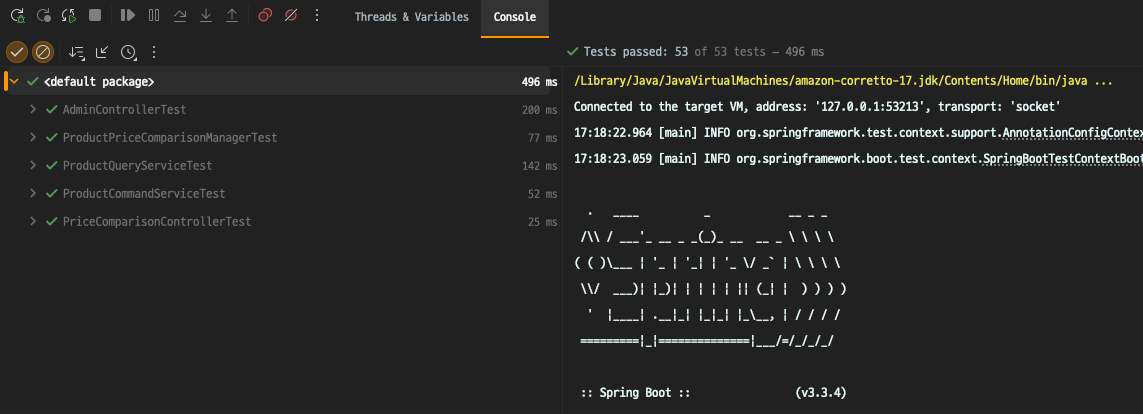 Threads & Variables Console
Tests passed: 53 of 53 tests – 496 ms
<default package> 496 ms
AdminControllerTest 200 ms
ProductPriceComparisonManagerTest 77 ms
ProductQueryServiceTest 142 ms
ProductCommandServiceTest 52 ms
PriceComparisonControllerTest 25 ms
/Library/Java/JavaVirtualMachines/amazon-corretto-17.jdk/Contents/Home/bin/java ...
Connected to the target VM, address: '127.0.0.1:53213', transport: 'socket'
17:18:22.964 [main] INFO org.springframework.test.context.support.AnnotationConfigContex
17:18:23.059 [main] INFO org.springframework.boot.test.context.SpringBootTestContextBoot
  .   ____          _            __ _ _
 /\\ / ___'_ __ _ _(_)_ __  __ _ \ \ \ \
( ( )\___ | '_ | '_| | '_ \/ _` | \ \ \ \
 \\/  ___)| |_)| | | | | || (_| |  ) ) ) )
  '  |____| .__|_| |_|_| |_\__, | / / / /
 =========|_|==============|___/=/_/_/_/
:: Spring Boot ::                (v3.3.4)